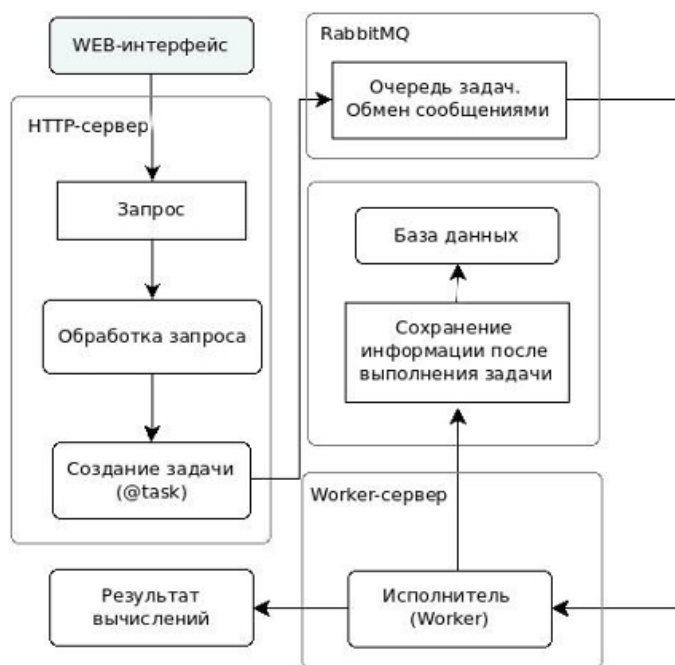 WEB-интерфейс
HTTP-сервер
Запрос
Обработка запроса
Создание задачи
(@task)
RabbitMQ
Очередь задач.
Обмен сообщениями
База данных
Сохранение
информации после
выполнения задачи
Worker-сервер
Исполнитель
(Worker)
Результат
вычислений